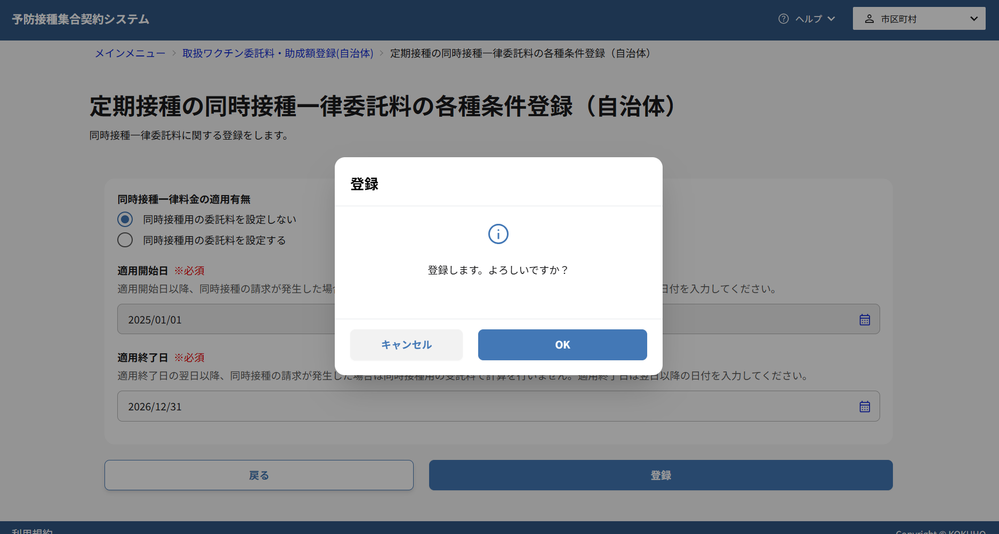 予防接種集合契約システム
ヘルプ
市区町村
メインメニュー > 取扱ワクチン委託料・助成額登録(自治体) > 定期接種の同時接種一律委託料の各種条件登録（自治体）
定期接種の同時接種一律委託料の各種条件登録（自治体）
同時接種一律委託料に関する登録をします。
同時接種一律料金の適用有無
同時接種用の委託料を設定しない
同時接種用の委託料を設定する
適用開始日 ※必須
適用開始日以降、同時接種の請求が発生した場
日付を入力してください。
2025/01/01
適用終了日 ※必須
適用終了日の翌日以降、同時接種の請求が発生した場合は同時接種用の委託料で計算を行いません。適用終了日は翌日以降の日付を入力してください。
2026/12/31
戻る
登録
登録
登録します。よろしいですか？
キャンセル
OK
利用規約
Copyright © KOKUHO